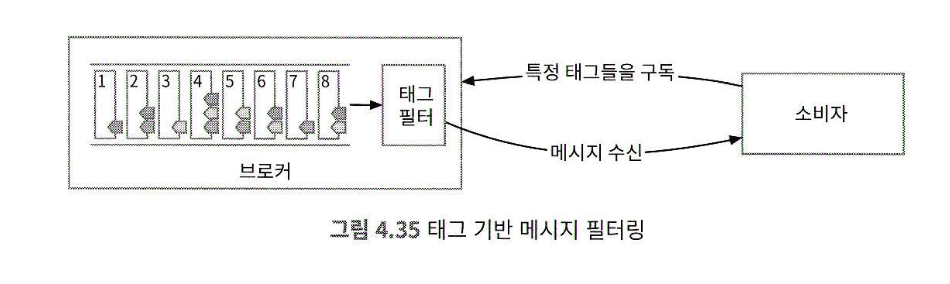 1 2 3 4 5 6 7 8
태그
필터
브로커
특정 태그들을 구독
메시지 수신
소비자
그림 4.35 태그 기반 메시지 필터링